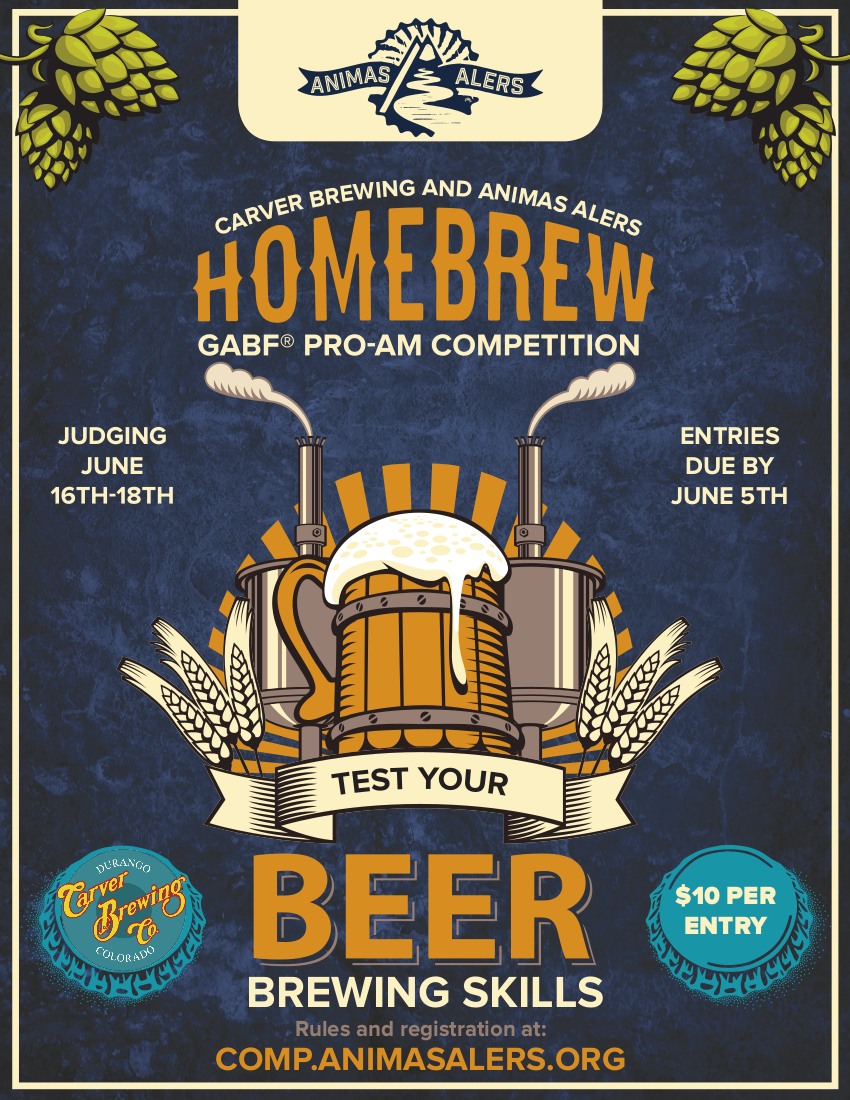 ANIMAS ALERS
CARVER BREWING AND ANIMAS ALERS
HOMEBREW
GABF® PRO-AM COMPETITION
JUDGING
JUNE
16TH-18TH
ENTRIES
DUE BY
JUNE 5TH
TEST YOUR
BEER
BREWING SKILLS
DURANGO
Carver
Brewing
Co
COLORADO
$10 PER
ENTRY
Rules and registration at:
COMP.ANIMASALERS.ORG